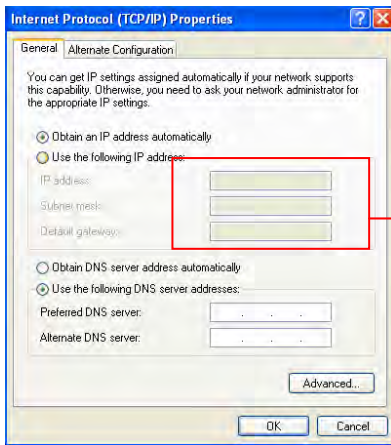 Internet Protocol (TCP/IP) Properties
General
Alternate Configuration
You can get IP settings assigned automatically if your network supports
this capability. Otherwise, you need to ask your network administrator for
the appropriate IP settings.
Obtain an IP address automatically
Use the following IP address:
IP address:
Subnet mask:
Default gateway:
Obtain DNS server address automatically
Use the following DNS server addresses:
Preferred DNS server:
Alternate DNS server:
Advanced...
OK
Cancel